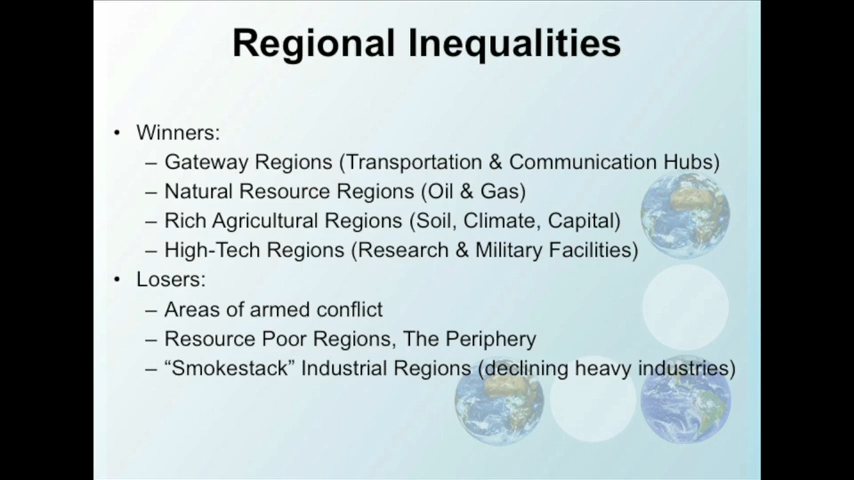 Regional Inequalities
• Winners:
– Gateway Regions (Transportation & Communication Hubs)
– Natural Resource Regions (Oil & Gas)
– Rich Agricultural Regions (Soil, Climate, Capital)
– High-Tech Regions (Research & Military Facilities)
• Losers:
– Areas of armed conflict
– Resource Poor Regions, The Periphery
– “Smokestack” Industrial Regions (declining heavy industries)